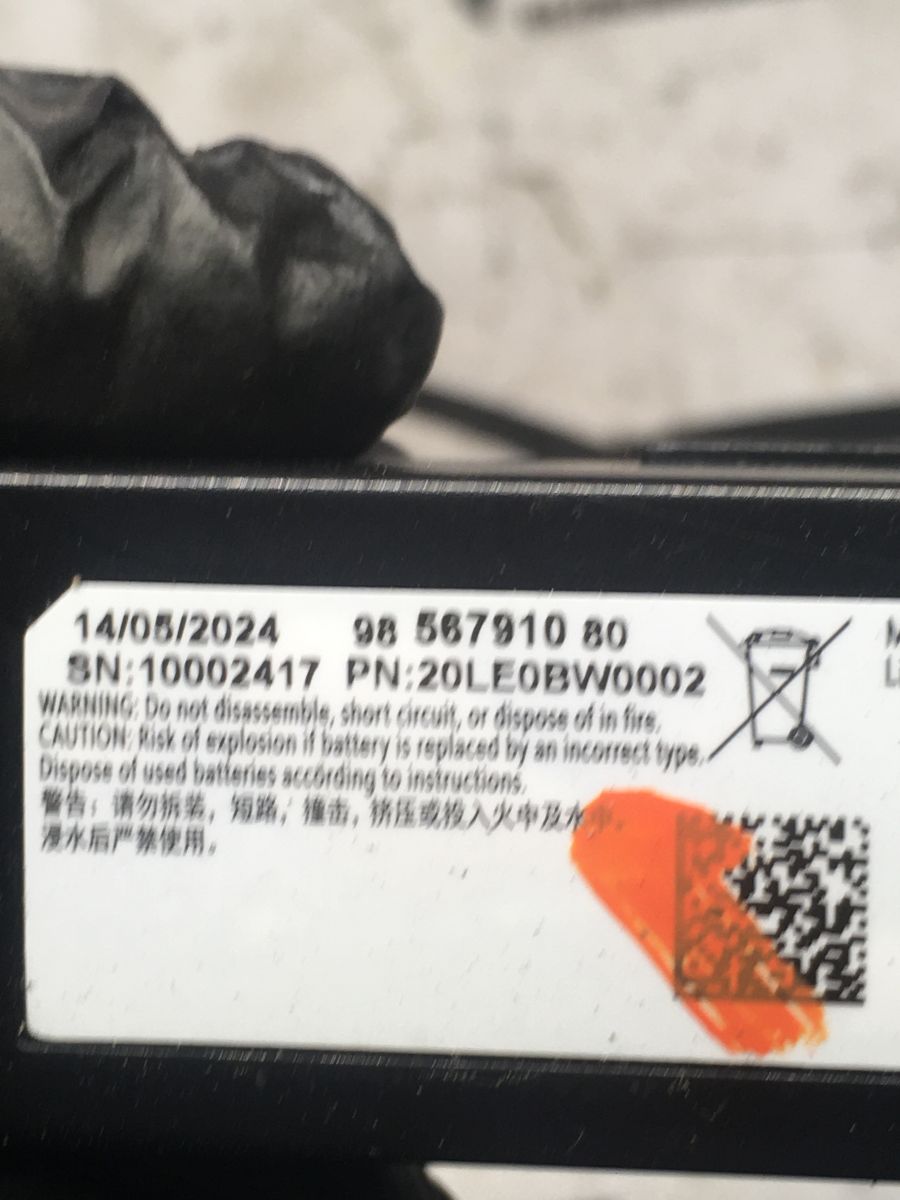 14/05/2024 98 567910 80
SN:10002417 PN:20LE0BW0002
WARNING: Do not disassemble, short circuit, or dispose of in fire.
CAUTION: Risk of explosion if battery is replaced by an incorrect type.
Dispose of used batteries according to instructions.
警告：请勿拆装，短路，撞击，挤压或投入火中及水中。
浸水后严禁使用。